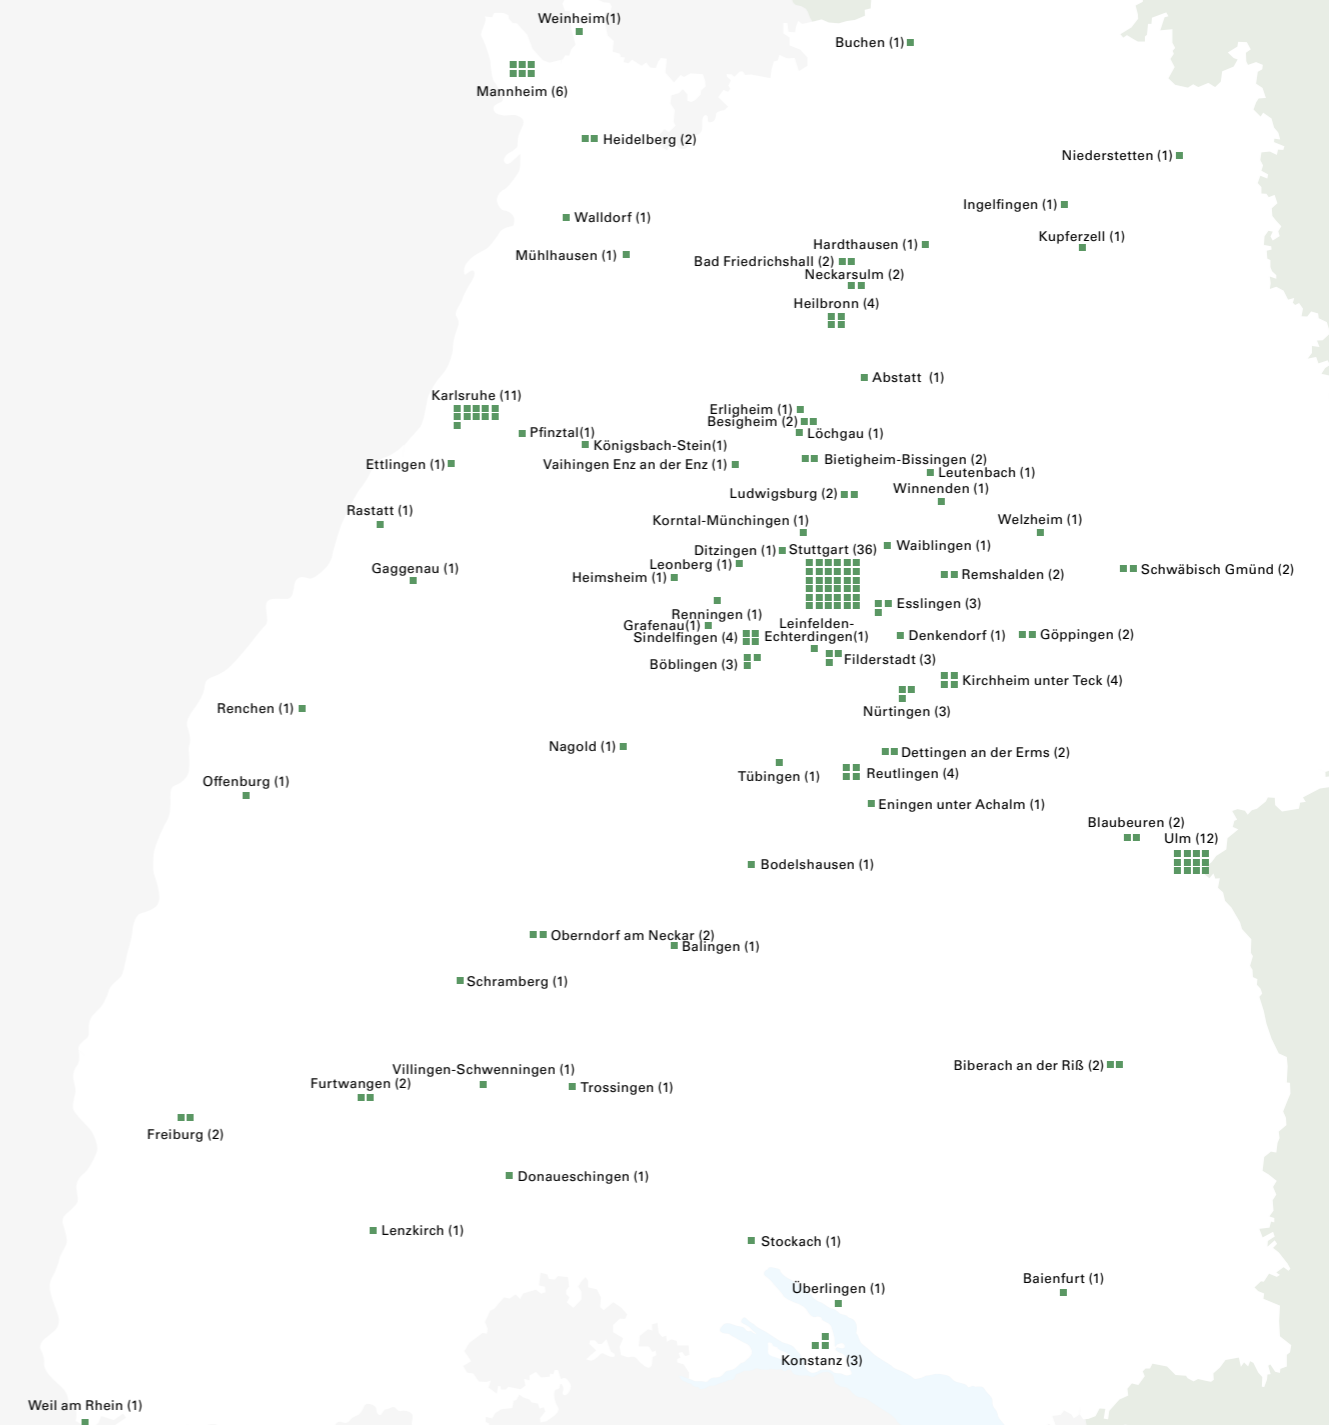 Weinheim(1)
Buchen (1)
Mannheim (6)
Heidelberg (2)
Niederstetten (1)
Ingelfingen (1)
Walldorf (1)
Kupferzell (1)
Hardthausen (1)
Mühlhausen (1)
Bad Friedrichshall (2)
Neckarsulm (2)
Heilbronn (4)
Abstatt (1)
Karlsruhe (11)
Erligheim (1)
Besigheim (2)
Pfinztal(1)
Löchgau (1)
Königsbach-Stein(1)
Bietigheim-Bissingen (2)
Ettlingen (1)
Vaihingen Enz an der Enz (1)
Leutenbach (1)
Winnenden (1)
Ludwigsburg (2)
Rastatt (1)
Korntal-Münchingen (1)
Welzheim (1)
Waiblingen (1)
Ditzingen (1)
Stuttgart (36)
Leonberg (1)
Gaggenau (1)
Schwäbisch Gmünd (2)
Remshalden (2)
Heimsheim (1)
Esslingen (3)
Renningen (1)
Leinfelden-
Echterdingen(1)
Grafenau(1)
Sindelfingen (4)
Denkendorf (1)
Göppingen (2)
Böblingen (3)
Filderstadt (3)
Kirchheim unter Teck (4)
Renchen (1)
Nürtingen (3)
Nagold (1)
Dettingen an der Erms (2)
Tübingen (1)
Reutlingen (4)
Offenburg (1)
Eningen unter Achalm (1)
Blaubeuren (2)
Ulm (12)
Bodelshausen (1)
Oberndorf am Neckar (2)
Balingen (1)
Schramberg (1)
Biberach an der Riß (2)
Villingen-Schwenningen (1)
Furtwangen (2)
Trossingen (1)
Freiburg (2)
Donaueschingen (1)
Lenzkirch (1)
Stockach (1)
Baienfurt (1)
Überlingen (1)
Konstanz (3)
Weil am Rhein (1)